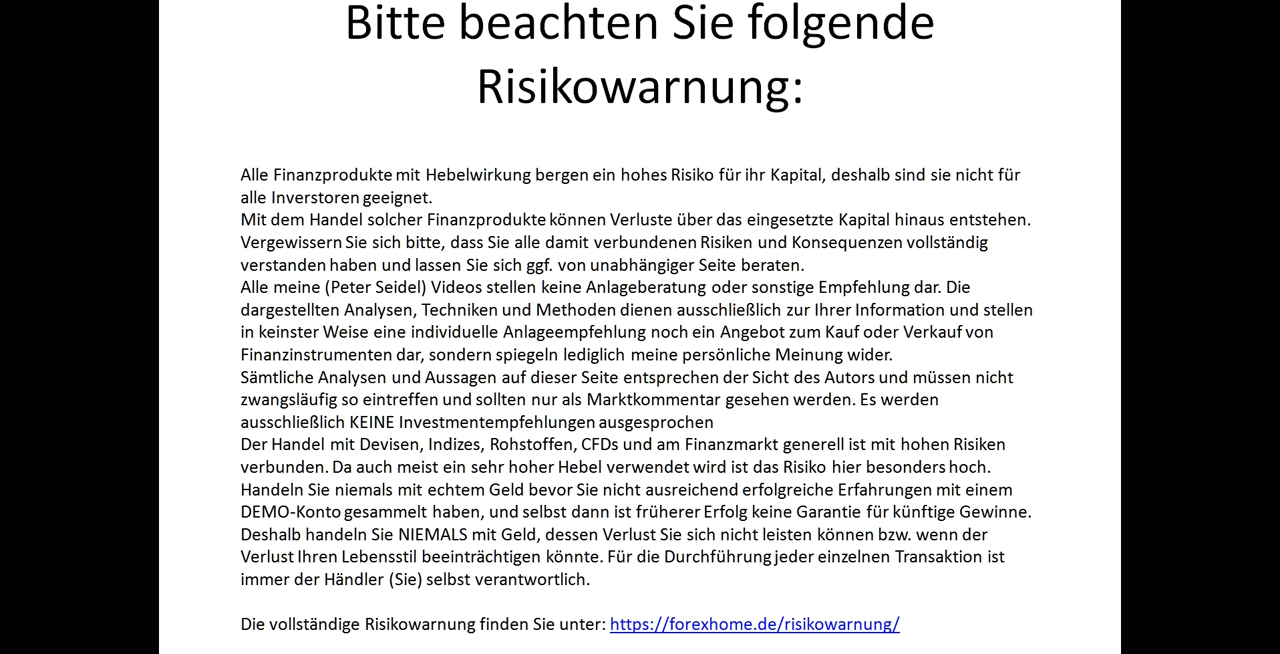 Bitte beachten Sie folgende
Risikowarnung:
Alle Finanzprodukte mit Hebelwirkung bergen ein hohes Risiko für ihr Kapital, deshalb sind sie nicht für
alle Inverstoren geeignet.
Mit dem Handel solcher Finanzprodukte können Verluste über das eingesetzte Kapital hinaus entstehen.
Vergewissern Sie sich bitte, dass Sie alle damit verbundenen Risiken und Konsequenzen vollständig
verstanden haben und lassen Sie sich ggf. von unabhängiger Seite beraten.
Alle meine (Peter Seidel) Videos stellen keine Anlageberatung oder sonstige Empfehlung dar. Die
dargestellten Analysen, Techniken und Methoden dienen ausschließlich zur Ihrer Information und stellen
in keinster Weise eine individuelle Anlageempfehlung noch ein Angebot zum Kauf oder Verkauf von
Finanzinstrumenten dar, sondern spiegeln lediglich meine persönliche Meinung wider.
Sämtliche Analysen und Aussagen auf dieser Seite entsprechen der Sicht des Autors und müssen nicht
zwangsläufig so eintreffen und sollten nur als Marktkommentar gesehen werden. Es werden
ausschließlich KEINE Investmentempfehlungen ausgesprochen
Der Handel mit Devisen, Indizes, Rohstoffen, CFDs und am Finanzmarkt generell ist mit hohen Risiken
verbunden. Da auch meist ein sehr hoher Hebel verwendet wird ist das Risiko hier besonders hoch.
Handeln Sie niemals mit echtem Geld bevor Sie nicht ausreichend erfolgreiche Erfahrungen mit einem
DEMO-Konto gesammelt haben, und selbst dann ist früherer Erfolg keine Garantie für künftige Gewinne.
Deshalb handeln Sie NIEMALS mit Geld, dessen Verlust Sie sich nicht leisten können bzw. wenn der
Verlust Ihren Lebensstil beeinträchtigen könnte. Für die Durchführung jeder einzelnen Transaktion ist
immer der Händler (Sie) selbst verantwortlich.
Die vollständige Risikowarnung finden Sie unter: https://forexhome.de/risikowarnung/